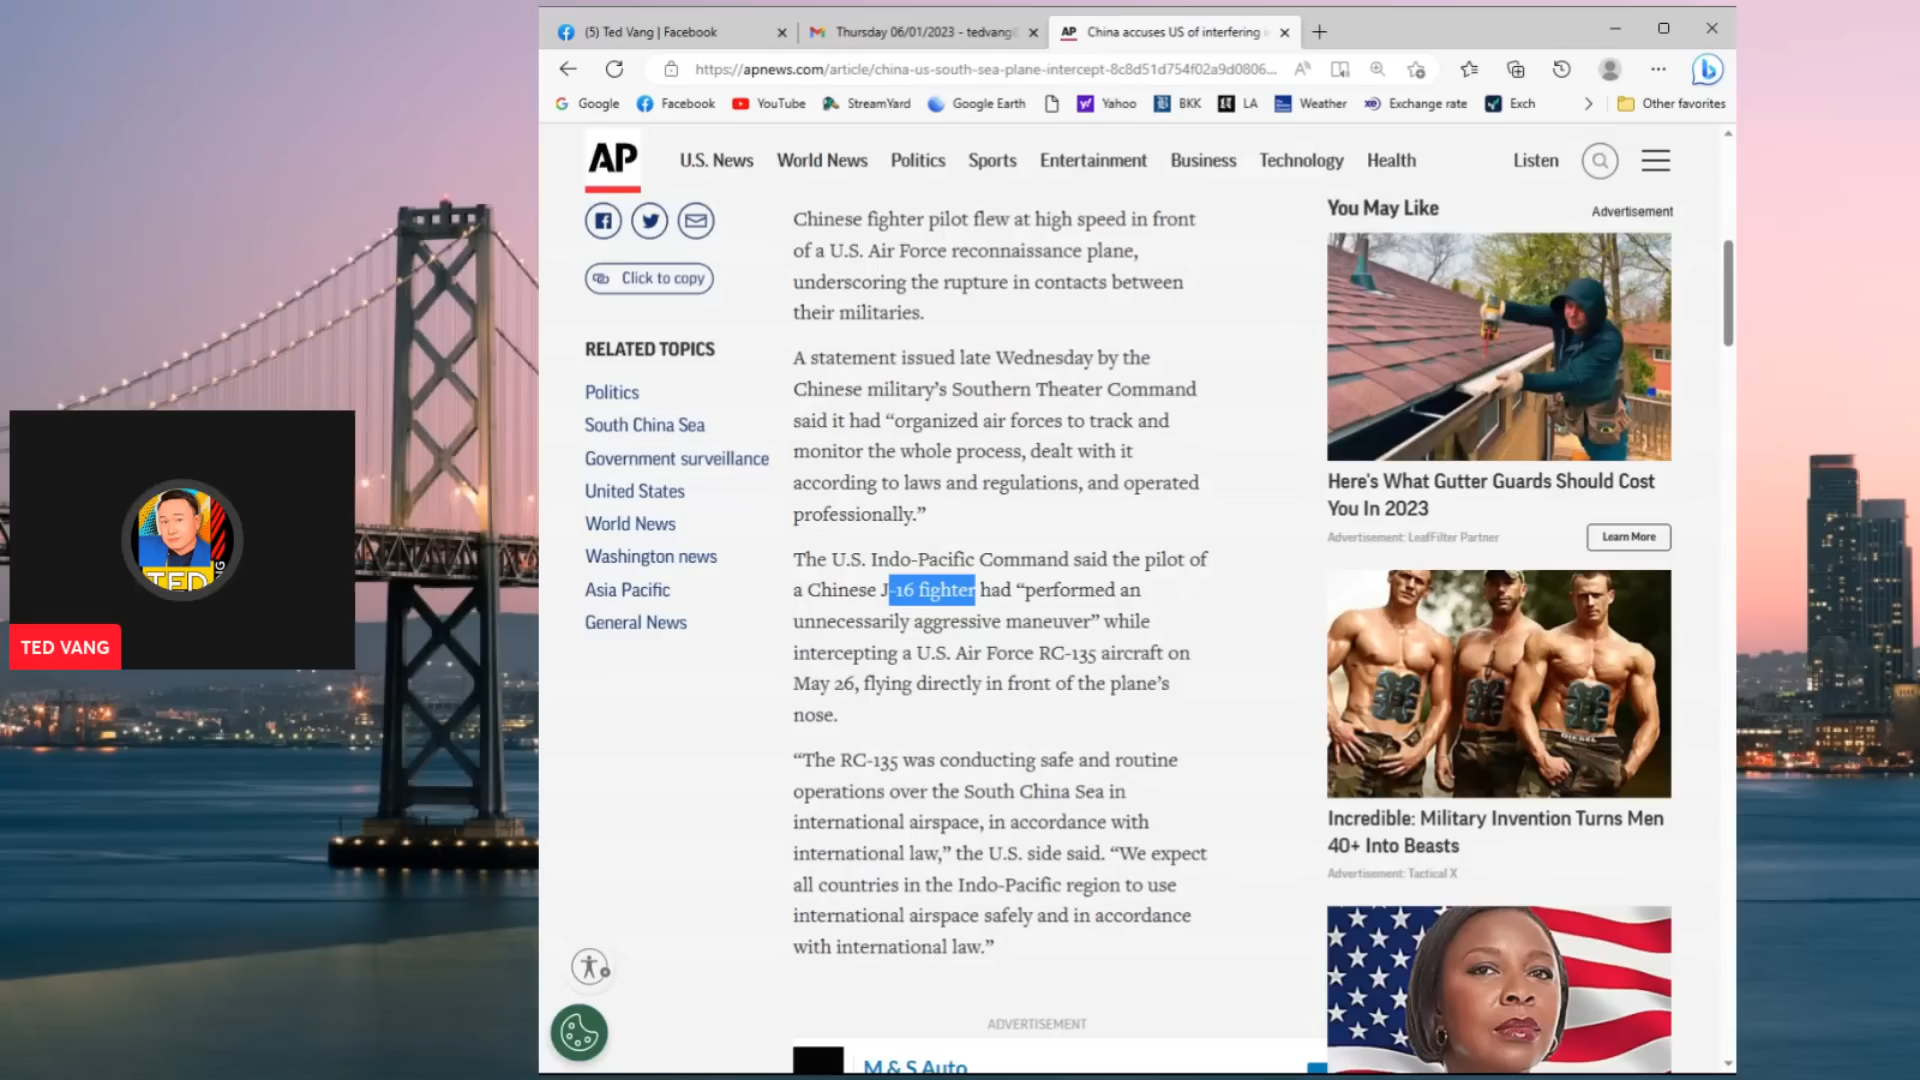 (5) Ted Vang | Facebook
Thursday 06/01/2023 - tedvang
AP China accuses US of interfering i
https://apnews.com/article/china-us-south-sea-plane-intercept-8c8d51d754f02a9d0806...
Google Facebook YouTube StreamYard Google Earth Yahoo BKK LA Weather Exchange rate Exch Other favorites
AP
U.S. News World News Politics Sports Entertainment Business Technology Health Listen
Click to copy
RELATED TOPICS
Politics
South China Sea
Government surveillance
United States
World News
Washington news
Asia Pacific
General News
Chinese fighter pilot flew at high speed in front
of a U.S. Air Force reconnaissance plane,
underscoring the rupture in contacts between
their militaries.
A statement issued late Wednesday by the
Chinese military’s Southern Theater Command
said it had “organized air forces to track and
monitor the whole process, dealt with it
according to laws and regulations, and operated
professionally.”
The U.S. Indo-Pacific Command said the pilot of
a Chinese J-16 fighter had “performed an
unnecessarily aggressive maneuver” while
intercepting a U.S. Air Force RC-135 aircraft on
May 26, flying directly in front of the plane’s
nose.
“The RC-135 was conducting safe and routine
operations over the South China Sea in
international airspace, in accordance with
international law,” the U.S. side said. “We expect
all countries in the Indo-Pacific region to use
international airspace safely and in accordance
with international law.”
ADVERTISEMENT
M & S Auto
You May Like
Advertisement
Here's What Gutter Guards Should Cost
You In 2023
Advertisement: LeafFilter Partner
Learn More
DIESEL
Incredible: Military Invention Turns Men
40+ Into Beasts
Advertisement: Tactical X
TED
TED VANG